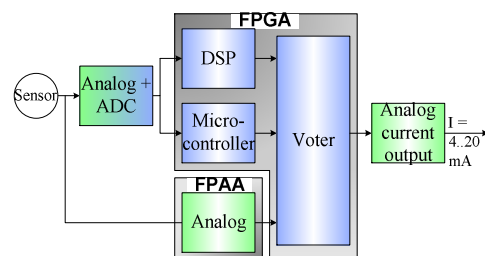 FPGA
DSP
Sensor
Analog +
ADC
Micro-
controller
Voter
Analog
current
output
I =
4..20
mA
FPAA
Analog